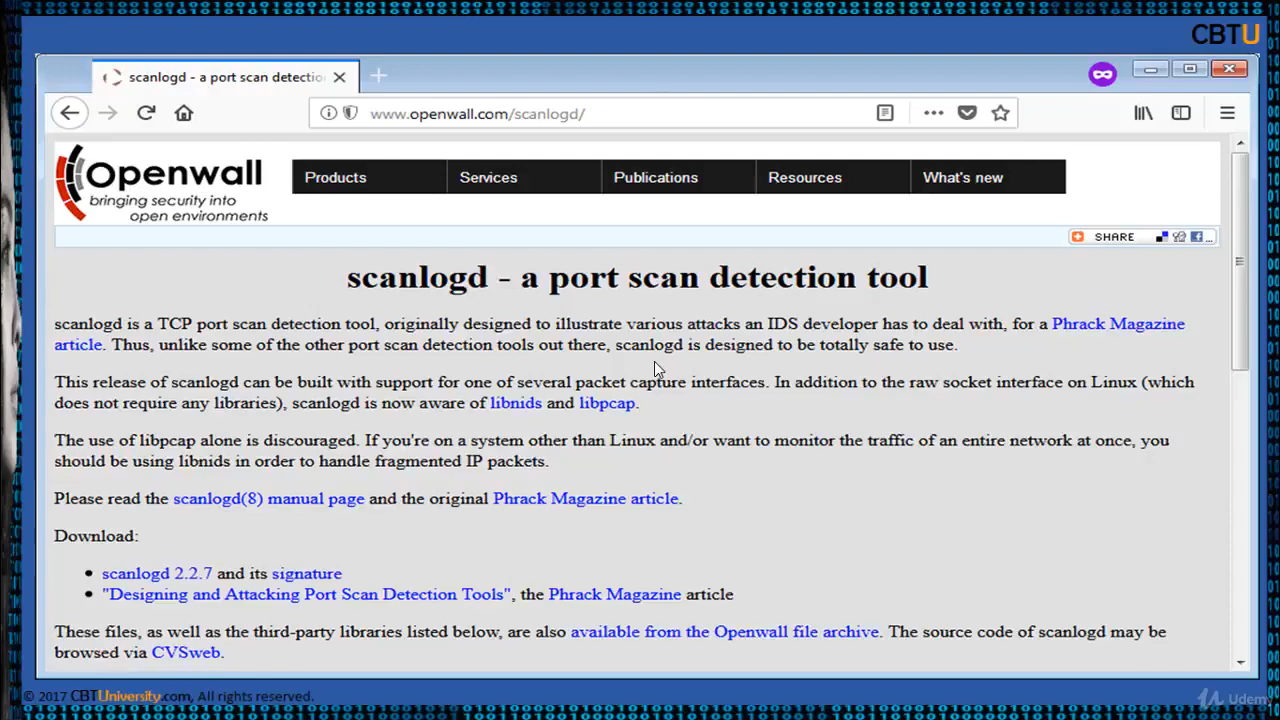 CBTU
scanlogd - a port scan detectio
www.openwall.com/scanlogd/
Openwall
bringing security into
open environments
Products
Services
Publications
Resources
What's new
SHARE
...
scanlogd - a port scan detection tool
scanlogd is a TCP port scan detection tool, originally designed to illustrate various attacks an IDS developer has to deal with, for a Phrack Magazine
article. Thus, unlike some of the other port scan detection tools out there, scanlogd is designed to be totally safe to use.
This release of scanlogd can be built with support for one of several packet capture interfaces. In addition to the raw socket interface on Linux (which
does not require any libraries), scanlogd is now aware of libnids and libpcap.
The use of libpcap alone is discouraged. If you're on a system other than Linux and/or want to monitor the traffic of an entire network at once, you
should be using libnids in order to handle fragmented IP packets.
Please read the scanlogd(8) manual page and the original Phrack Magazine article.
Download:
• scanlogd 2.2.7 and its signature
• "Designing and Attacking Port Scan Detection Tools", the Phrack Magazine article
These files, as well as the third-party libraries listed below, are also available from the Openwall file archive. The source code of scanlogd may be
browsed via CVSweb.
© 2017 CBTUniversity.com, All rights reserved.
Udemy